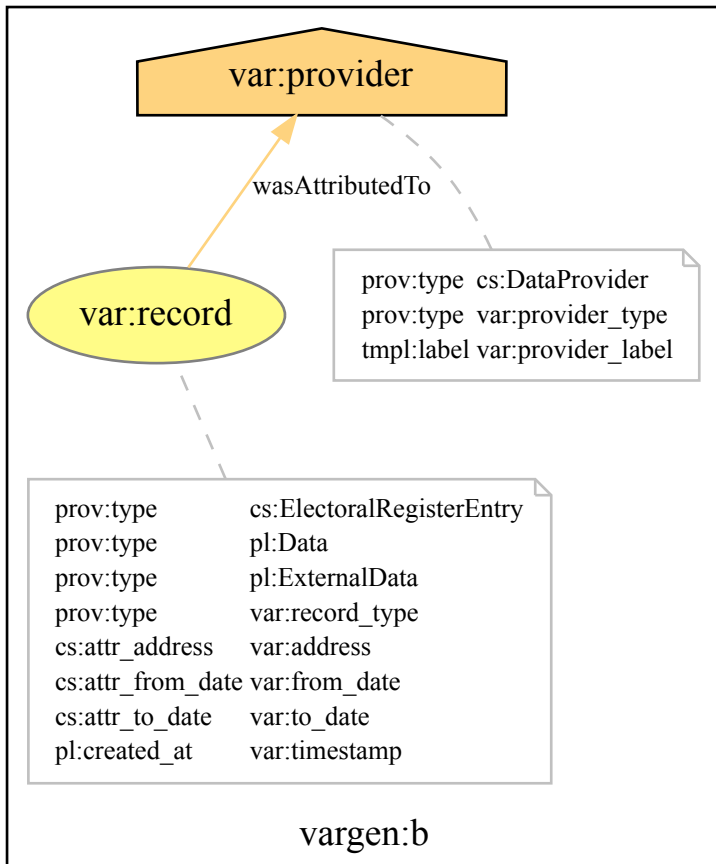 var:provider
wasAttributedTo
prov:type cs:DataProvider
prov:type var:provider_type
tmpl:label var:provider_label
var:record
prov:type cs:ElectoralRegisterEntry
prov:type pl:Data
prov:type pl:ExternalData
prov:type var:record_type
cs:attr_address var:address
cs:attr_from_date var:from_date
cs:attr_to_date var:to_date
pl:created_at var:timestamp
vargen:b